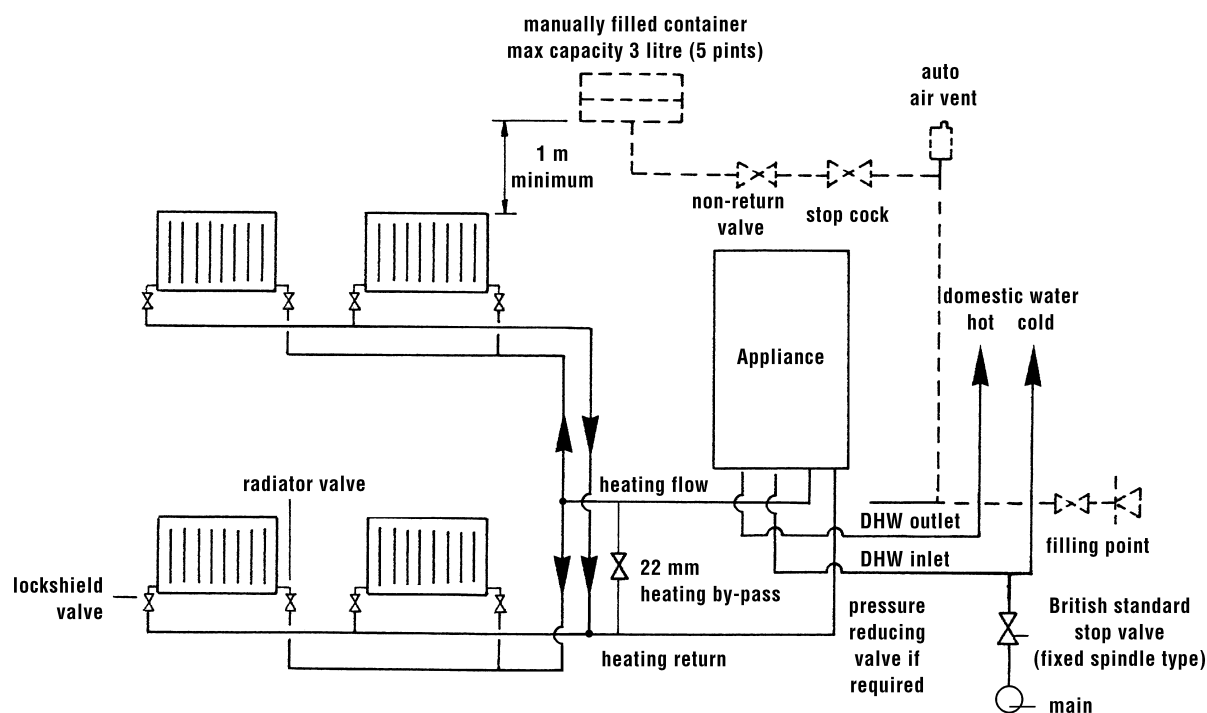 manually filled container
max capacity 3 litre (5 pints)
auto
air vent
1 m
minimum
non-return
valve
stop cock
domestic water
hot cold
Appliance
radiator valve
heating flow
DHW outlet
filling point
DHW inlet
22 mm
heating by-pass
lockshield
valve
pressure
reducing
valve if
required
British standard
stop valve
(fixed spindle type)
heating return
main